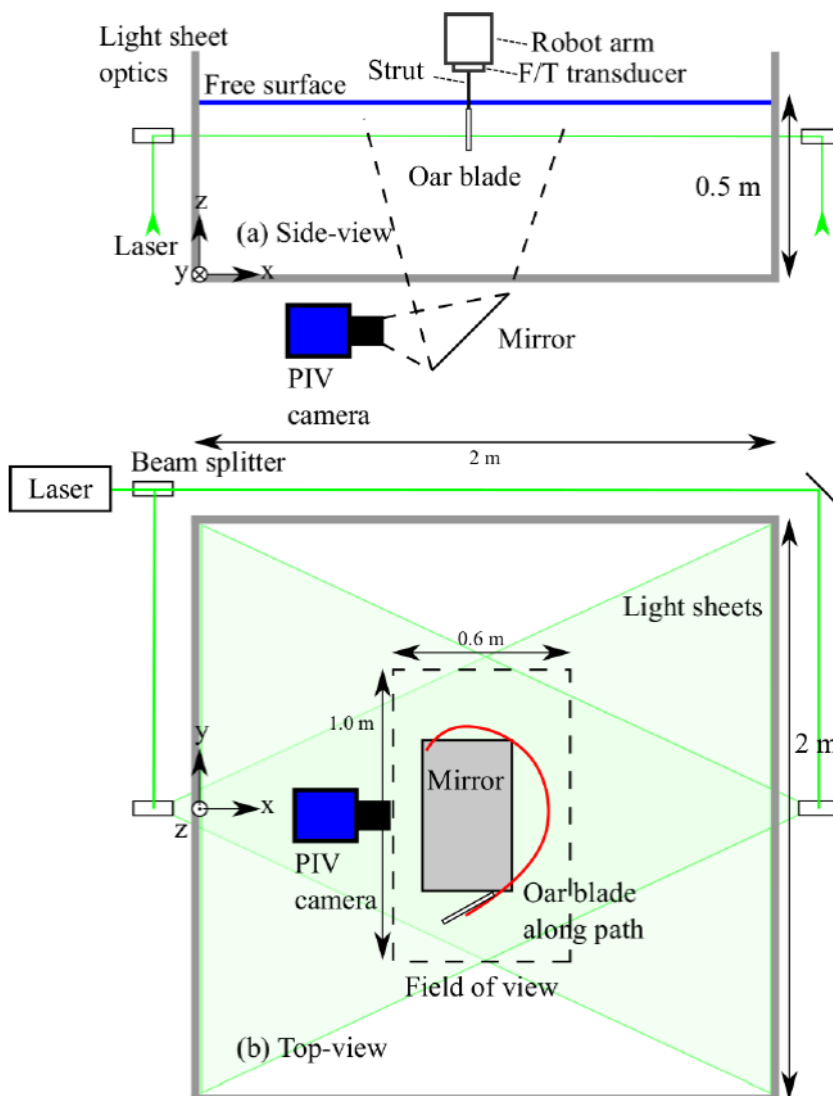 Light sheet
optics
Robot arm
F/T transducer
Strut
Free surface
Oar blade
0.5 m
z
(a) Side-view
Laser
y
x
Mirror
PIV
camera
2 m
Beam splitter
Laser
Light sheets
0.6 m
1.0 m
2 m
y
Mirror
x
z
PIV
camera
Oar blade
along path
Field of view
(b) Top-view